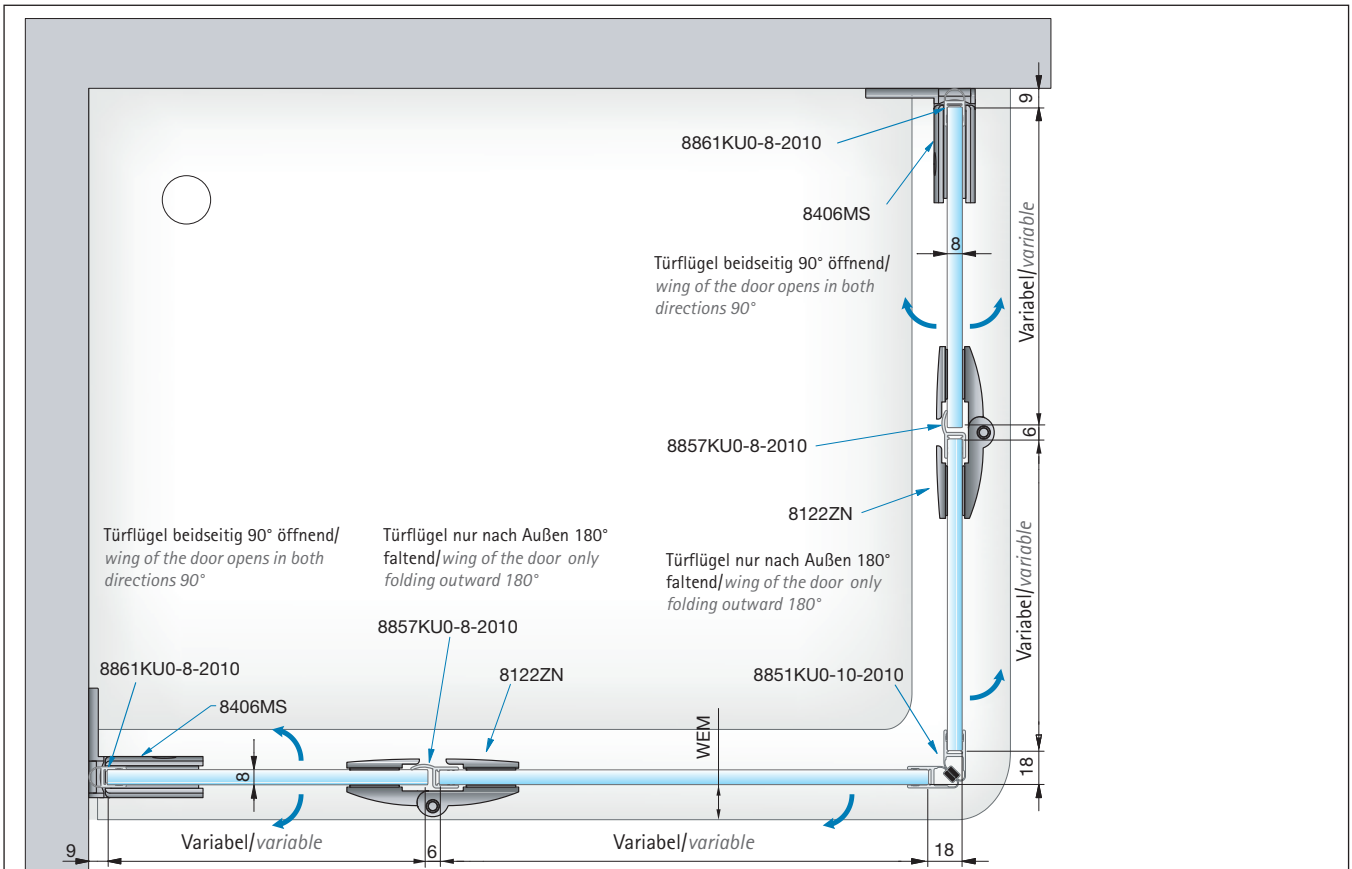 9
8861KU0-8-2010
8406MS
Variabel/variable
8
Türflügel beidseitig 90° öffnend/
wing of the door opens in both
directions 90°
8857KU0-8-2010
6
8122ZN
Türflügel beidseitig 90° öffnend/
wing of the door opens in both
directions 90°
Türflügel nur nach Außen 180°
faltend/wing of the door only
folding outward 180°
Türflügel nur nach Außen 180°
faltend/wing of the door only
folding outward 180°
Variabel/variable
8857KU0-8-2010
8861KU0-8-2010
8122ZN
8851KU0-10-2010
8406MS
WEM
8
18
Variabel/variable
Variabel/variable
9
6
18